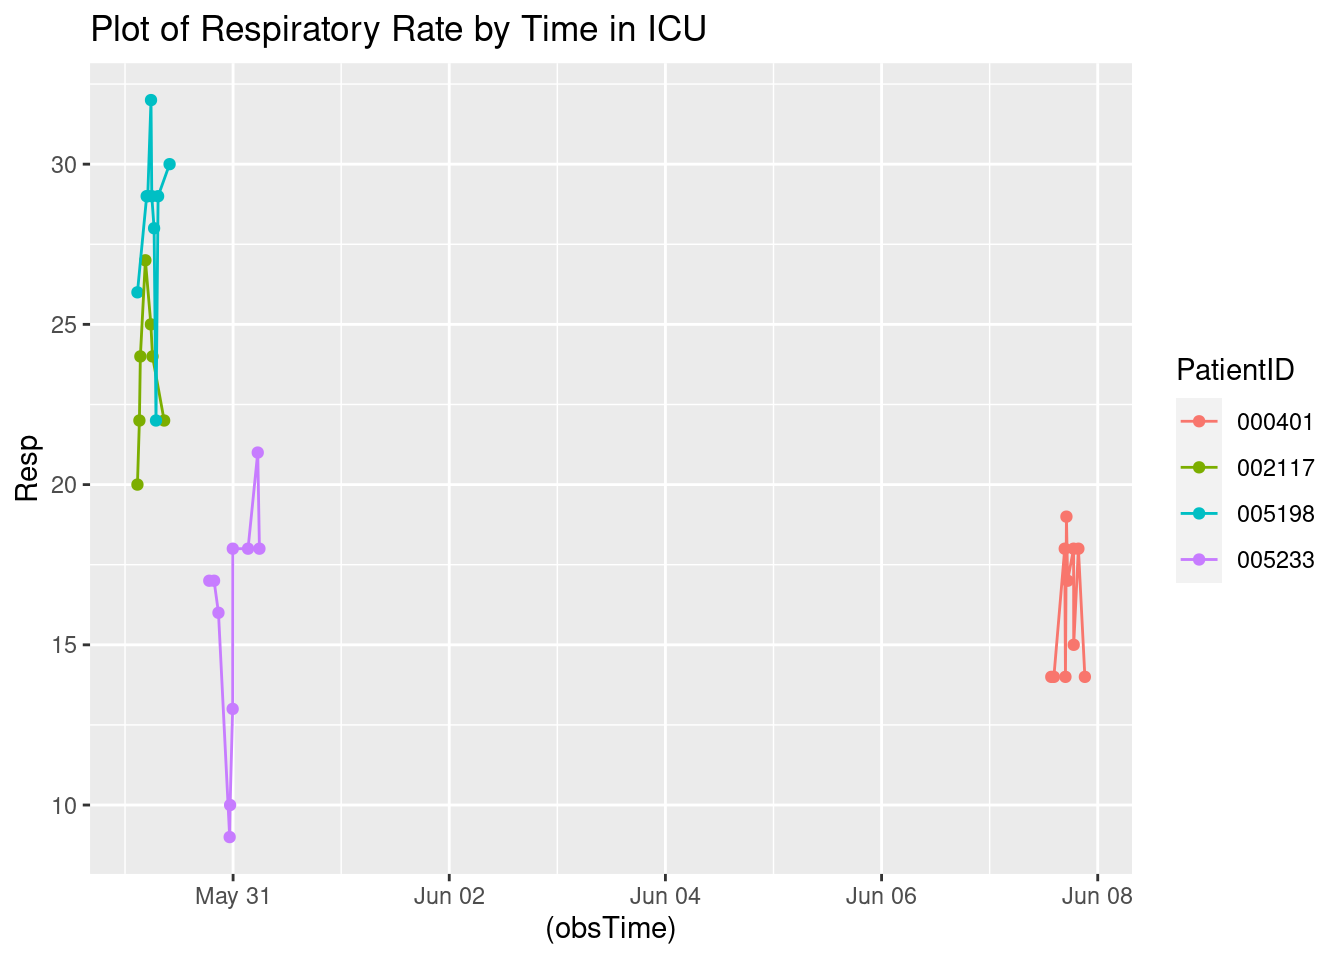 Plot of Respiratory Rate by Time in ICU
Resp
30
25
20
15
10
May 31
Jun 02
Jun 04
Jun 06
Jun 08
(obsTime)
PatientID
000401
002117
005198
005233